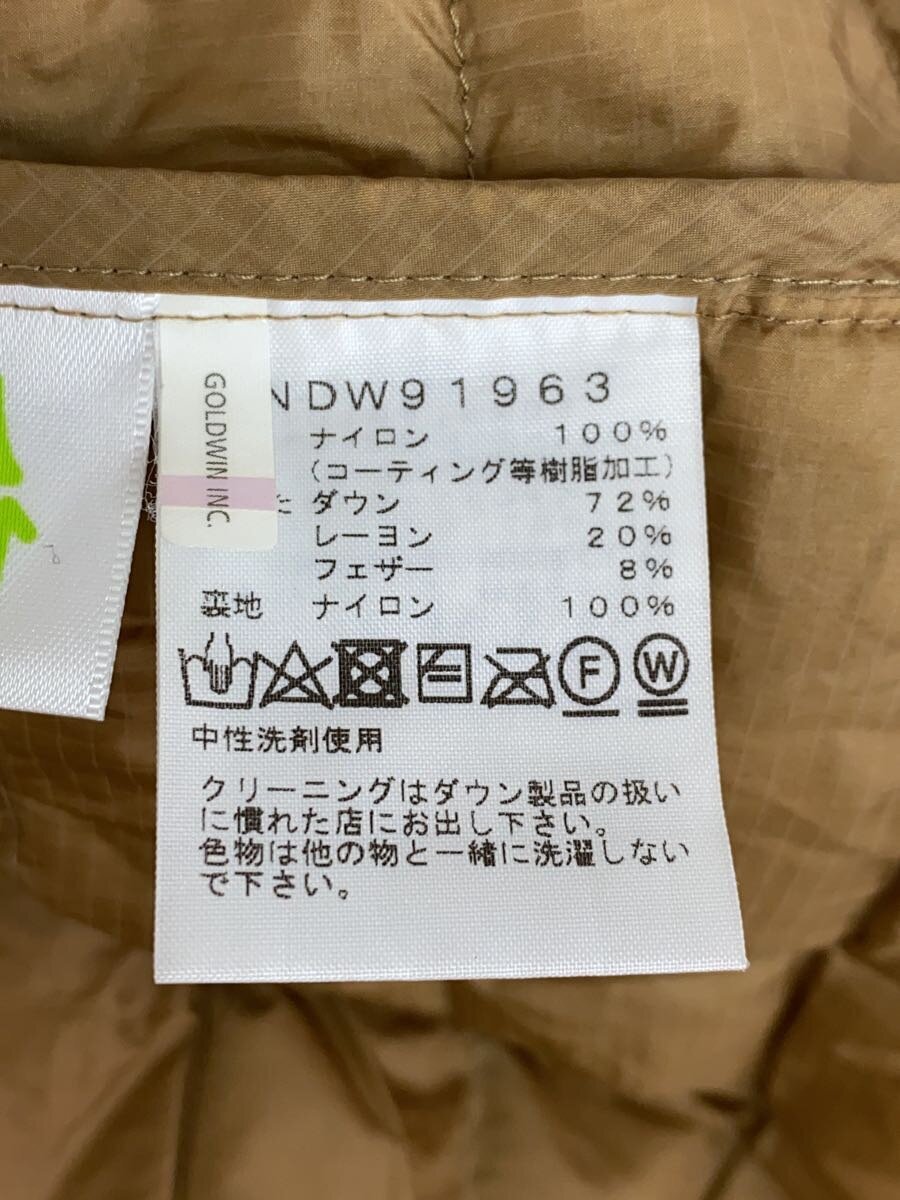 GOLDWIN INC
NDW91963
ナイロン 100%
(コーティング等樹脂加工)
た ダウン 72%
レーヨン 20%
フェザー 8%
裏地 ナイロン 100%
F W
中性洗剤使用
クリーニングはダウン製品の扱い
に慣れた店にお出し下さい。
色物は他の物と一緒に洗濯しない
で下さい。